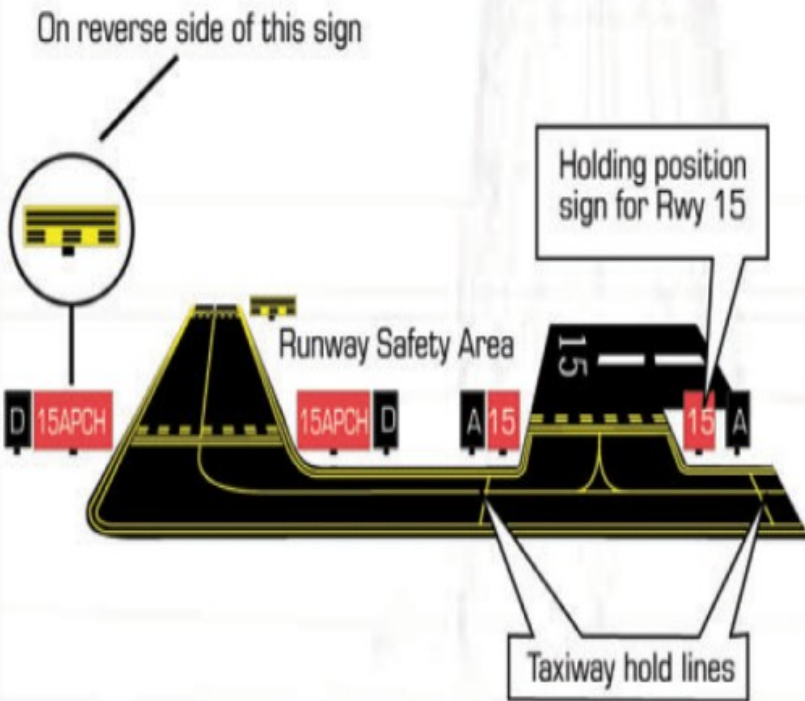 On reverse side of this sign
Holding position
sign for Rwy 15
Runway Safety Area
15
D 15APCH
15APCH D
A 15
15 A
Taxiway hold lines